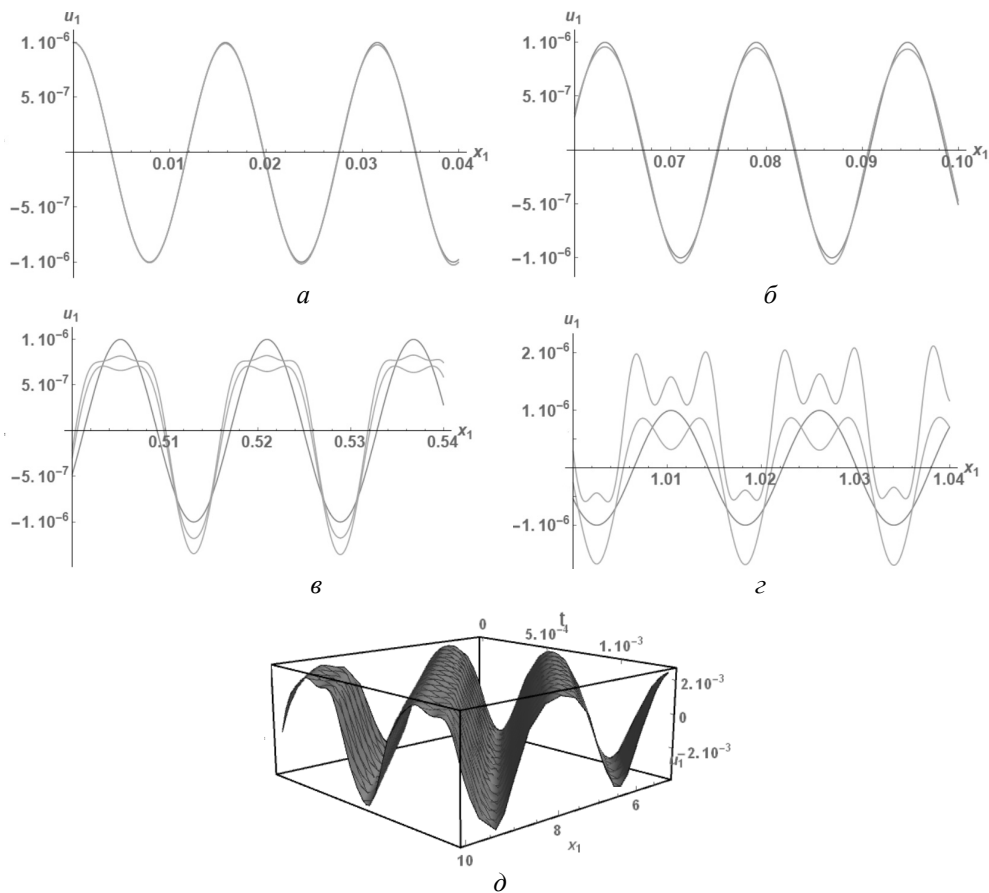 u₁
1.10⁻⁶
5.10⁻⁷
−5.10⁻⁷
−1.10⁻⁶
0.01 0.02 0.03 0.04 x₁
а
u₁
1.10⁻⁶
5.10⁻⁷
−5.10⁻⁷
−1.10⁻⁶
0.07 0.08 0.09 0.10 x₁
б
u₁
1.10⁻⁶
5.10⁻⁷
−5.10⁻⁷
−1.10⁻⁶
0.51 0.52 0.53 0.54 x₁
в
u₁
2.10⁻⁶
1.10⁻⁶
−1.10⁻⁶
1.01 1.02 1.03 1.04 x₁
г
t
0 5.10⁻⁴ 1.10⁻³
2.10⁻³
0
−2.10⁻³
u₁
10 8 6
x₁
д